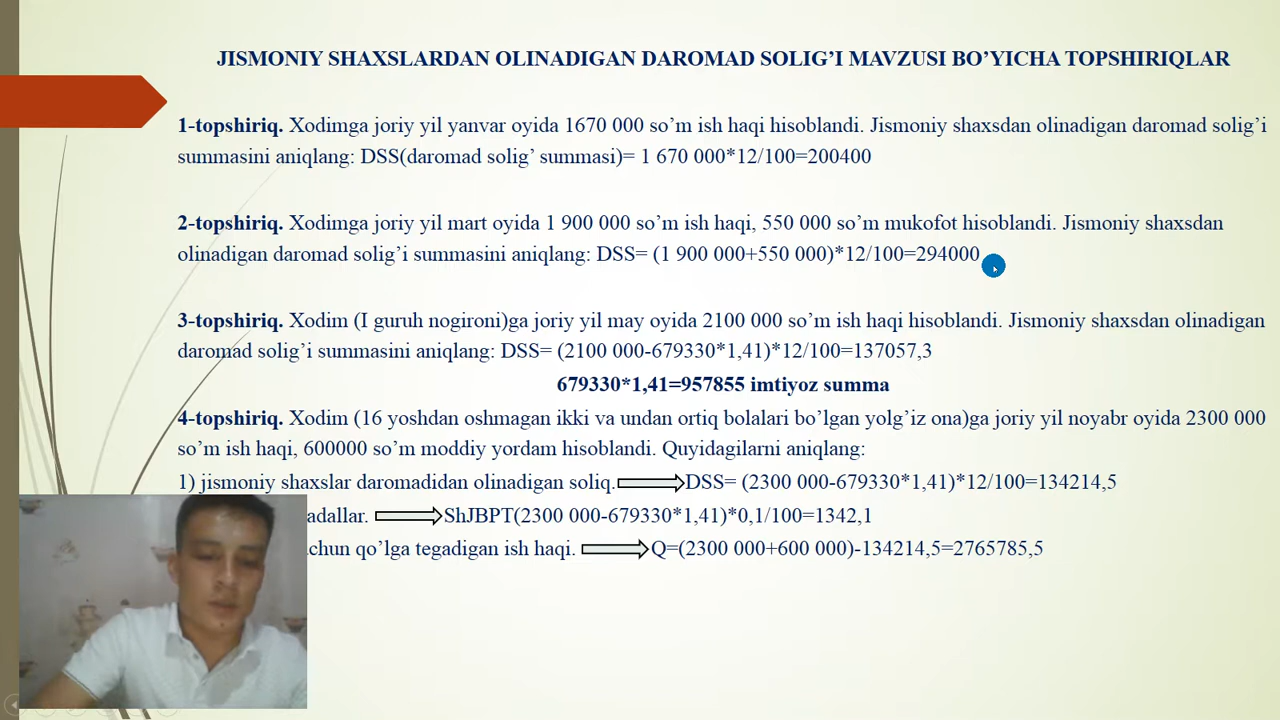 JISMONIY SHAXSLARDAN OLINADIGAN DAROMAD SOLIG’I MAVZUSI BO’YICHA TOPSHIRIQLAR
1-topshiriq. Xodimga joriy yil yanvar oyida 1670 000 so’m ish haqi hisoblandi. Jismoniy shaxsdan olinadigan daromad solig’i
summasini aniqlang: DSS(daromad solig’ summasi)= 1 670 000*12/100=200400
2-topshiriq. Xodimga joriy yil mart oyida 1 900 000 so’m ish haqi, 550 000 so’m mukofot hisoblandi. Jismoniy shaxsdan
olinadigan daromad solig’i summasini aniqlang: DSS= (1 900 000+550 000)*12/100=294000
3-topshiriq. Xodim (I guruh nogironi)ga joriy yil may oyida 2100 000 so’m ish haqi hisoblandi. Jismoniy shaxsdan olinadigan
daromad solig’i summasini aniqlang: DSS= (2100 000-679330*1,41)*12/100=137057,3
679330*1,41=957855 imtiyoz summa
4-topshiriq. Xodim (16 yoshdan oshmagan ikki va undan ortiq bolalari bo’lgan yolg’iz ona)ga joriy yil noyabr oyida 2300 000
so’m ish haqi, 600000 so’m moddiy yordam hisoblandi. Quyidagilarni aniqlang:
1) jismoniy shaxslar daromadidan olinadigan soliq. DSS= (2300 000-679330*1,41)*12/100=134214,5
adallar. ShJBPT(2300 000-679330*1,41)*0,1/100=1342,1
chun qo’lga tegadigan ish haqi. Q=(2300 000+600 000)-134214,5=2765785,5